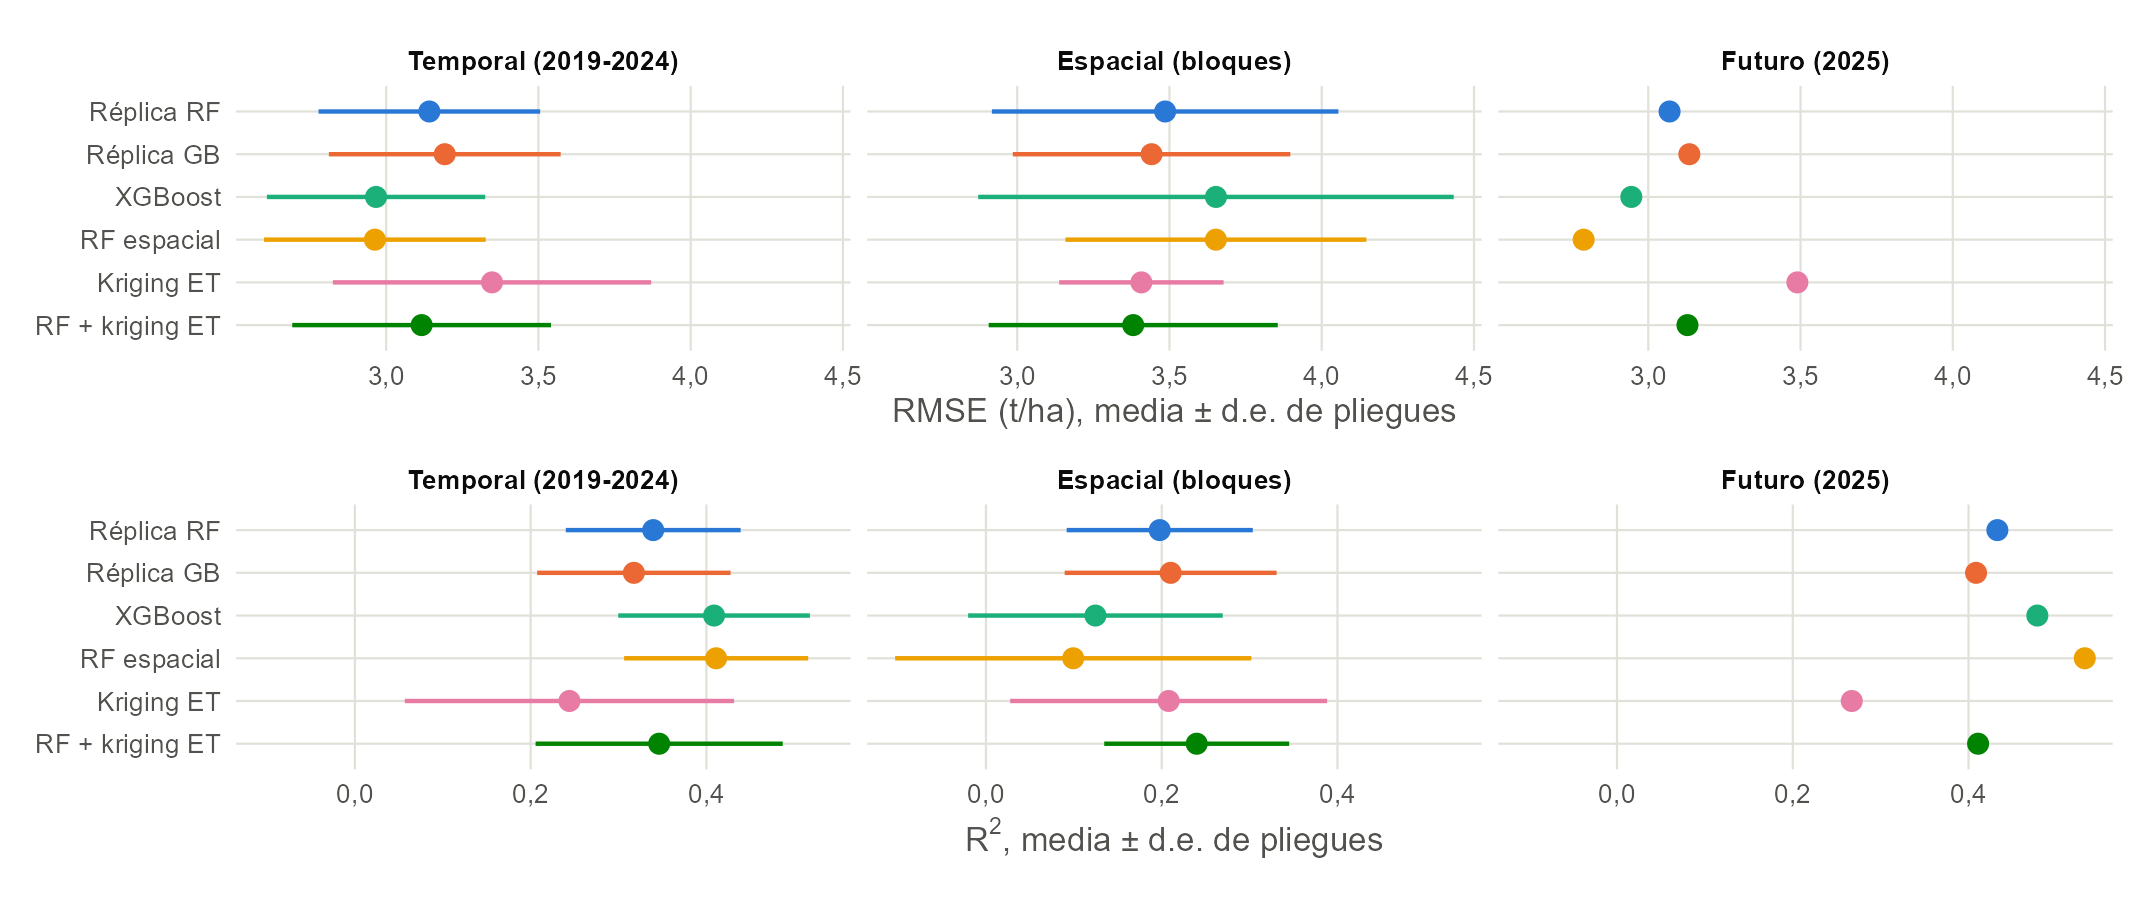 Temporal (2019-2024) Espacial (bloques) Futuro (2025)
Réplica RF
Réplica GB
XGBoost
RF espacial
Kriging ET
RF + kriging ET
3,0 3,5 4,0 4,5 3,0 3,5 4,0 4,5 3,0 3,5 4,0 4,5
RMSE (t/ha), media ± d.e. de pliegues
Temporal (2019-2024) Espacial (bloques) Futuro (2025)
Réplica RF
Réplica GB
XGBoost
RF espacial
Kriging ET
RF + kriging ET
0,0 0,2 0,4 0,0 0,2 0,4 0,0 0,2 0,4
R², media ± d.e. de pliegues